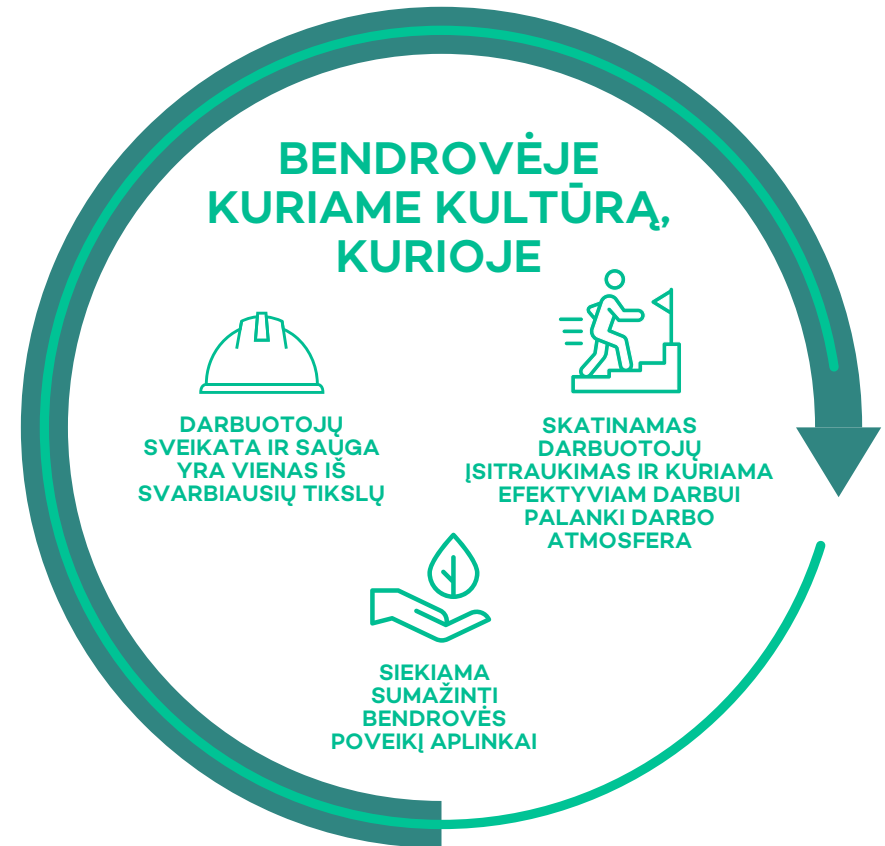 BENDROVĖJE
KURIAME KULTŪRĄ,
KURIOJE
DARBUOTOJŲ
SVEIKATA IR SAUGA
YRA VIENAS IŠ
SVARBIAUSIŲ TIKSLŲ
SKATINAMAS
DARBUOTOJŲ
ĮSITRAUKIMAS IR KURIAMA
EFEKTYVIAM DARBUI
PALANKI DARBO
ATMOSFERA
SIEKIAMA
SUMAŽINTI
BENDROVĖS
POVEIKĮ APLINKAI